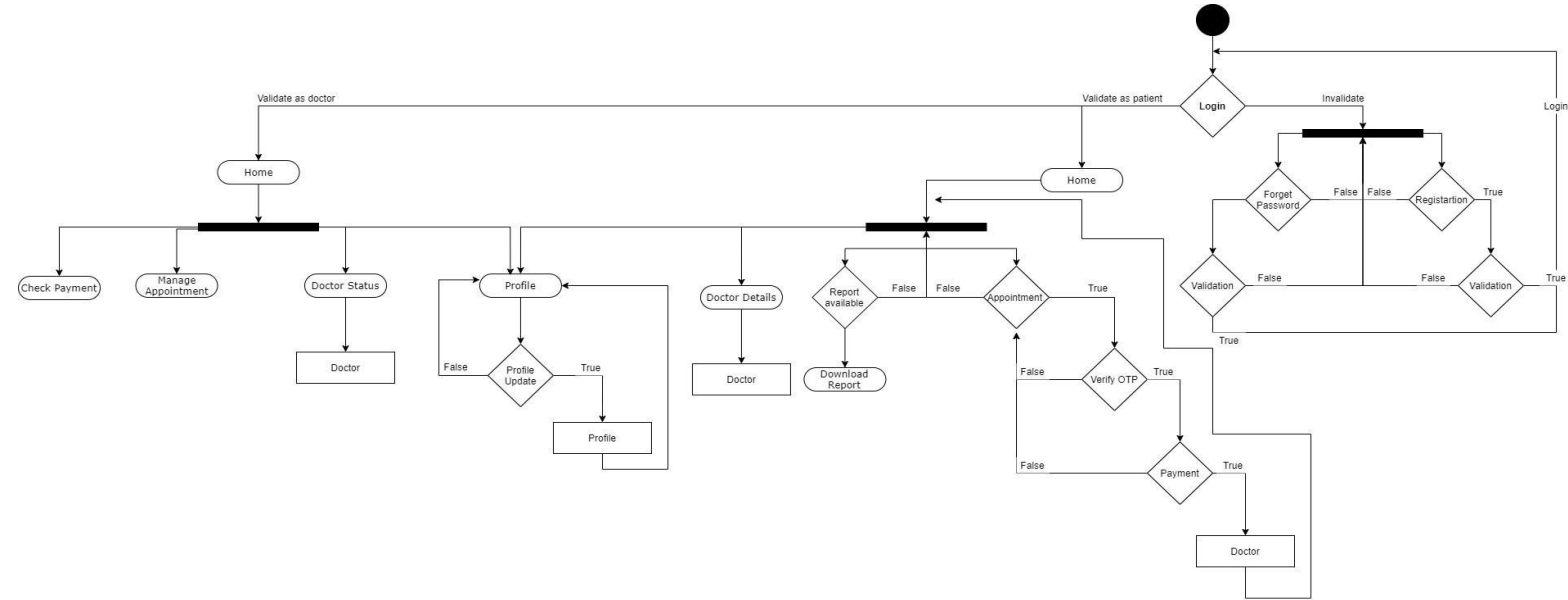 Validate as doctor
Validate as patient
Login
Invalidate
Login
Home
Home
Forget
Password
False
False
Registartion
True
Check Payment
Manage
Appointment
Doctor Status
Profile
Doctor Details
Report
available
False
False
Appointment
True
Validation
False
False
Validation
True
True
Doctor
False
Profile
Update
True
Doctor
Download
Report
False
Verify OTP
True
Profile
False
Payment
True
Doctor